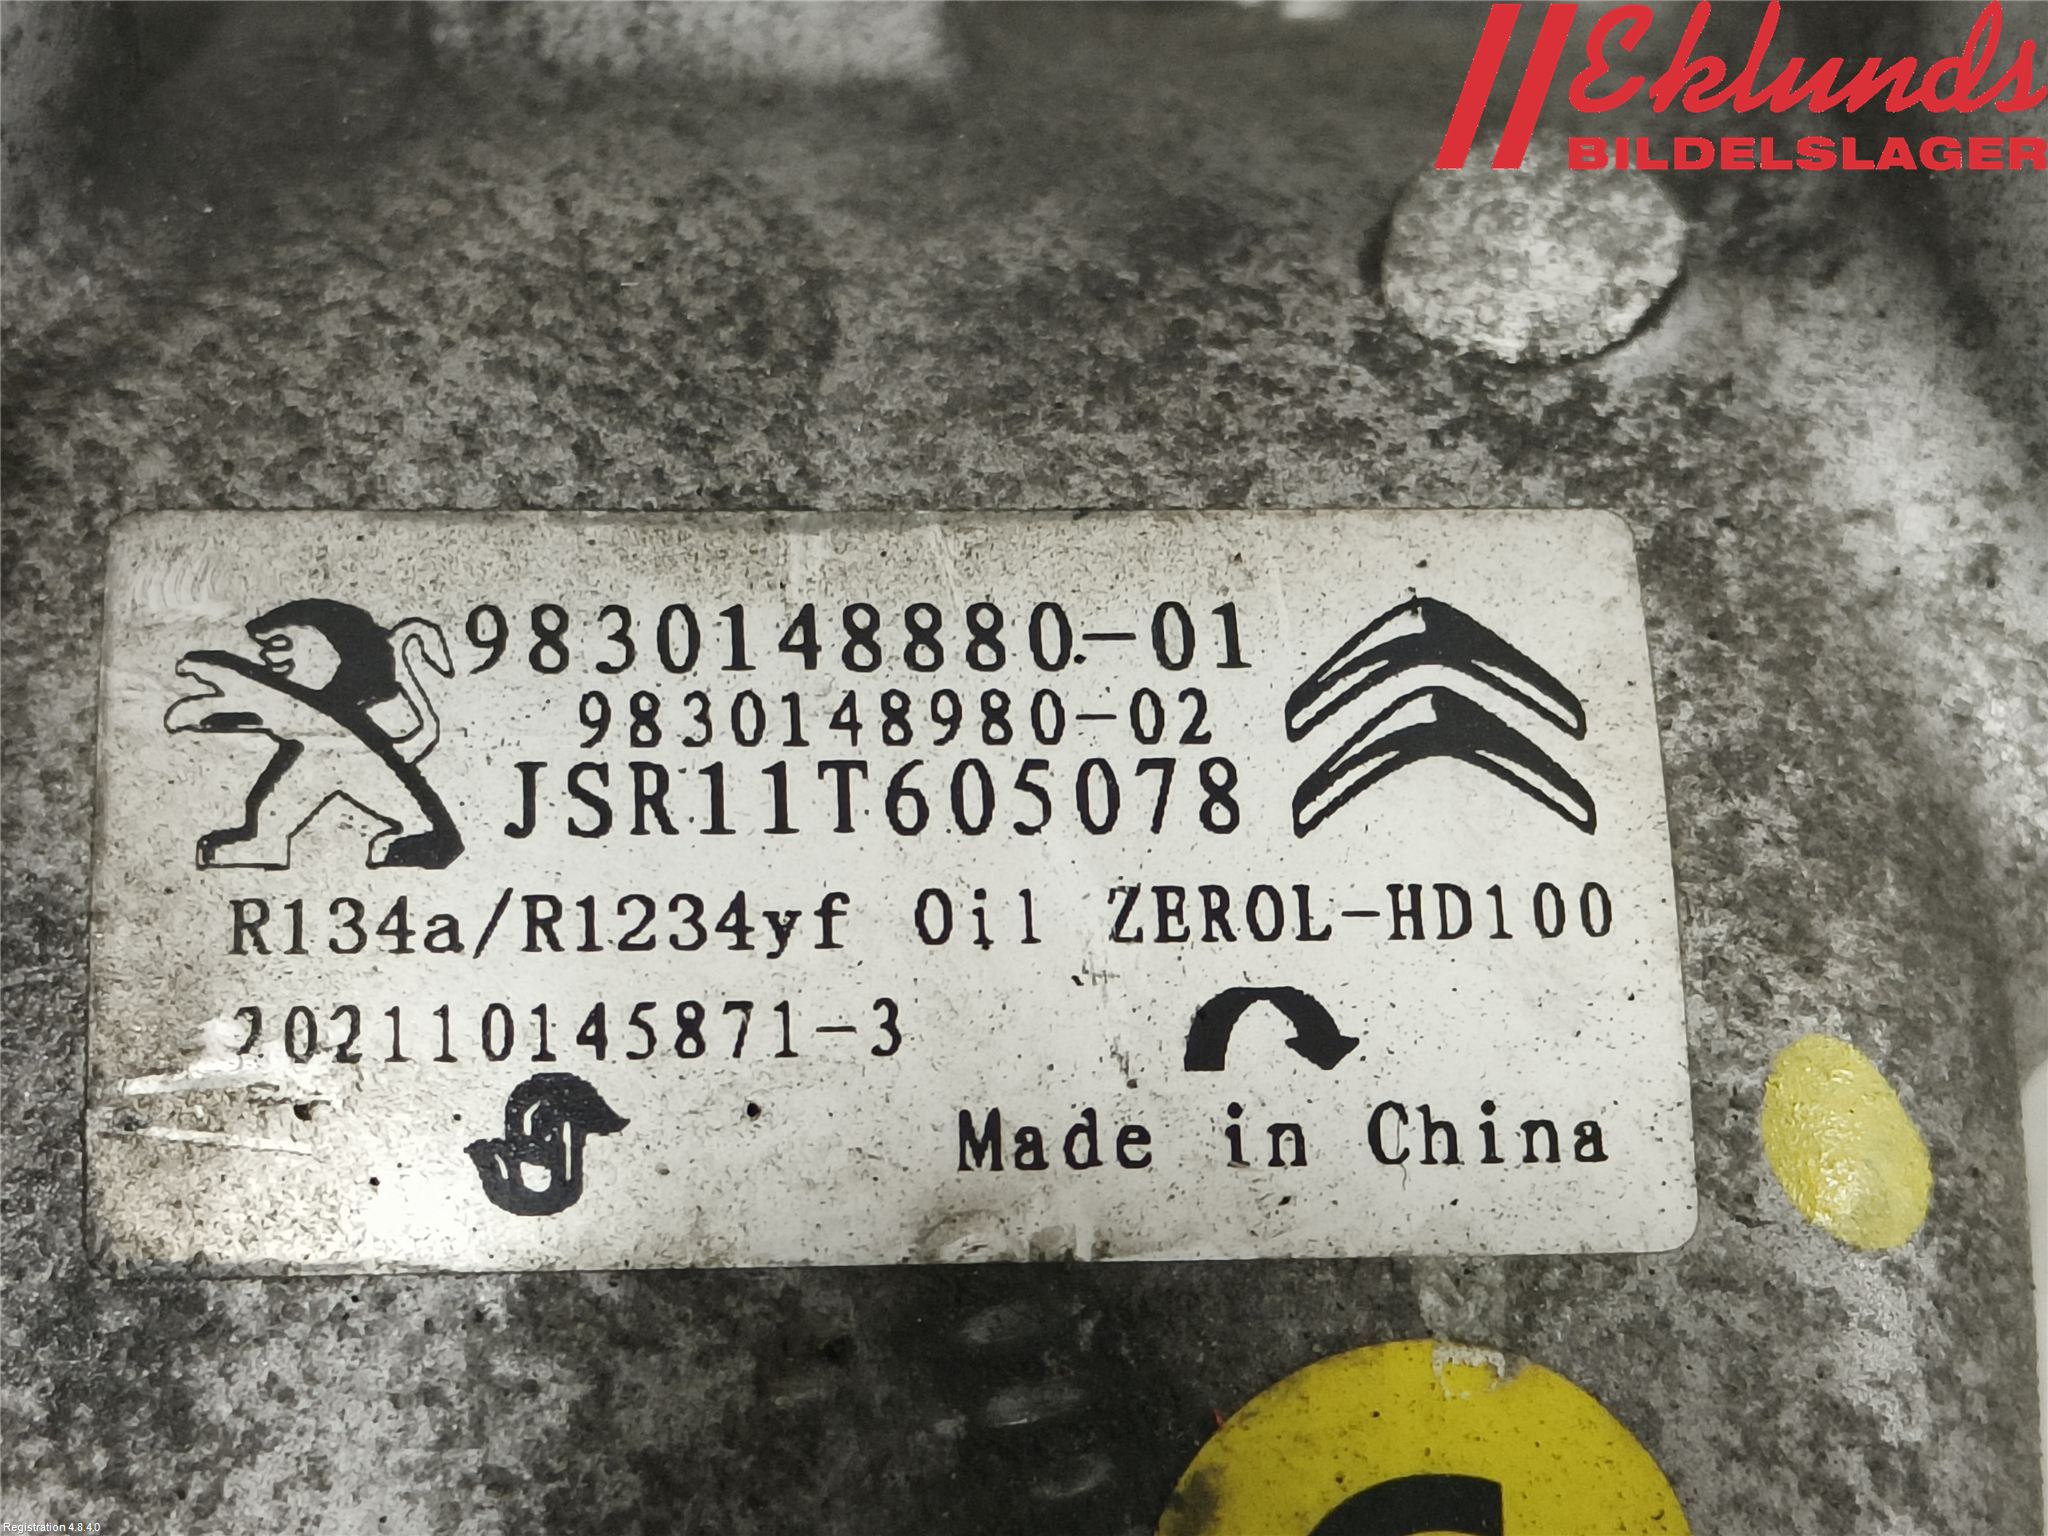 Eklunds
BILDELSLAGER
9830148880-01
9830148980-02
JSR11T605078
R134a/R1234yf Oil ZEROL-HD100
202110145871-3
Made in China
Registration 4.8.4.0